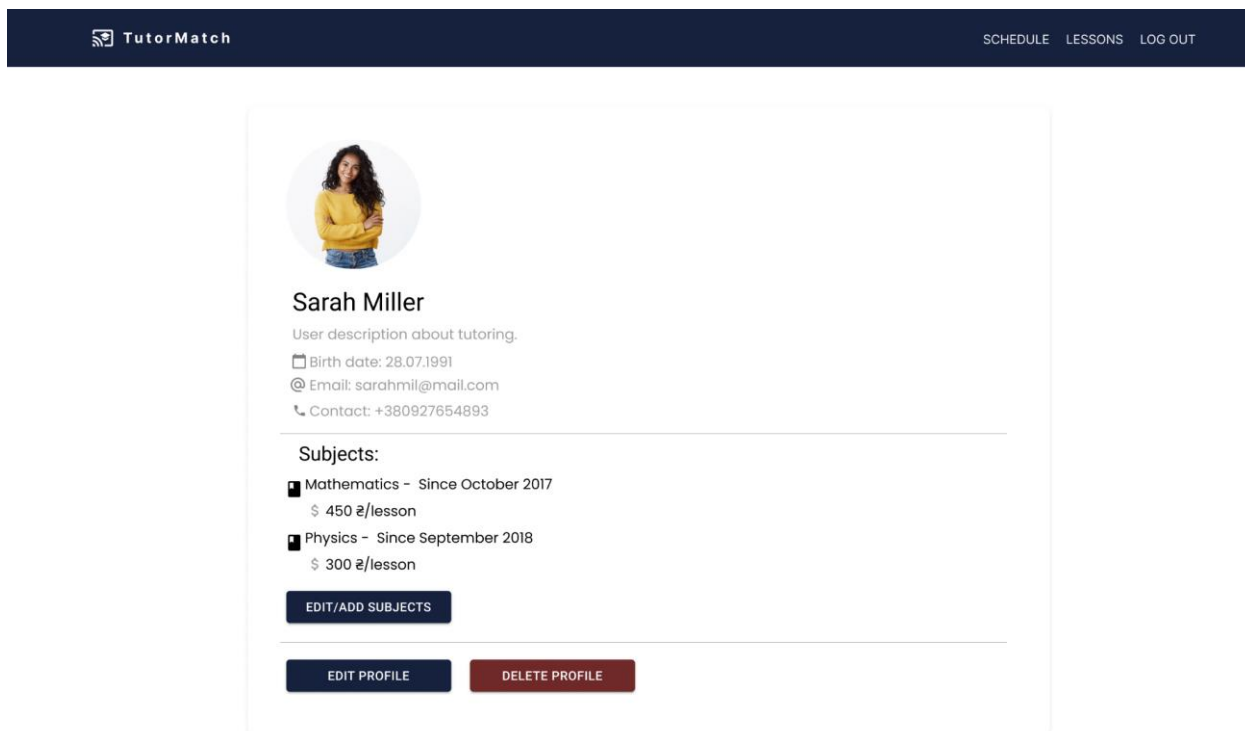 TutorMatch
SCHEDULE LESSONS LOG OUT
Sarah Miller
User description about tutoring.
Birth date: 28.07.1991
Email: sarahmil@mail.com
Contact: +380927654893
Subjects:
Mathematics - Since October 2017
$ 450 ₴/lesson
Physics - Since September 2018
$ 300 ₴/lesson
EDIT/ADD SUBJECTS
EDIT PROFILE DELETE PROFILE